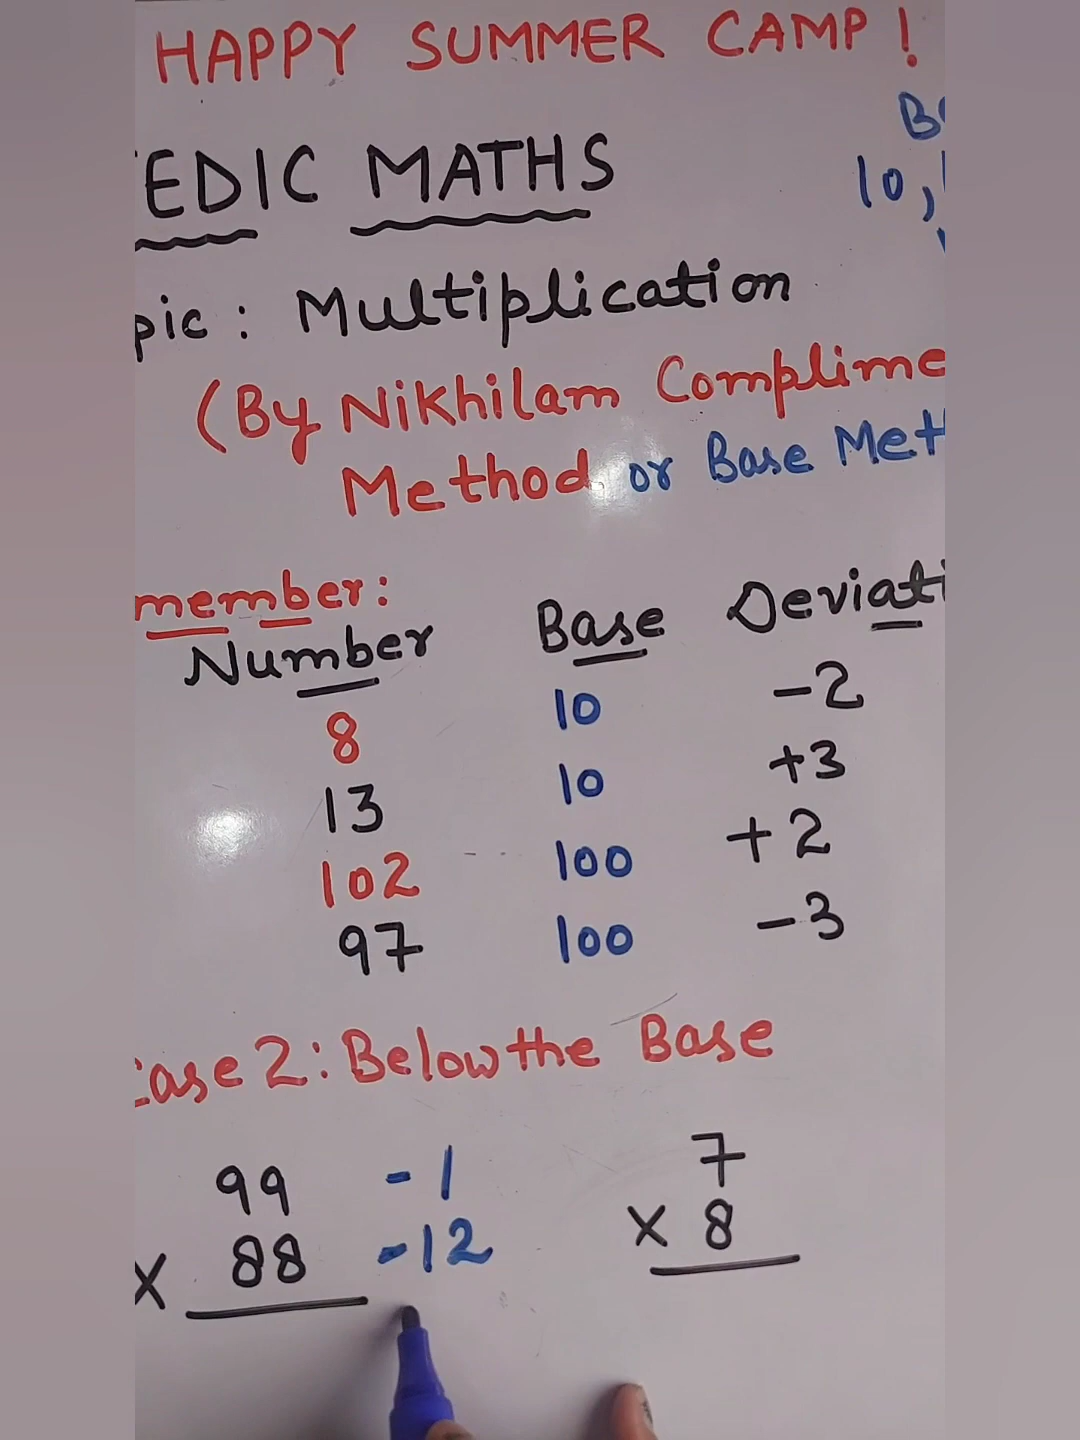 HAPPY SUMMER CAMP!
EDIC MATHS
10,
pic: Multiplication
(By Nikhilam Complime
Method or Base Met
member:
Number Base Deviati
8 10 -2
13 10 +3
102 100 +2
97 100 -3
ase 2: Below the Base
99 -1
x 88 -12
7
x 8